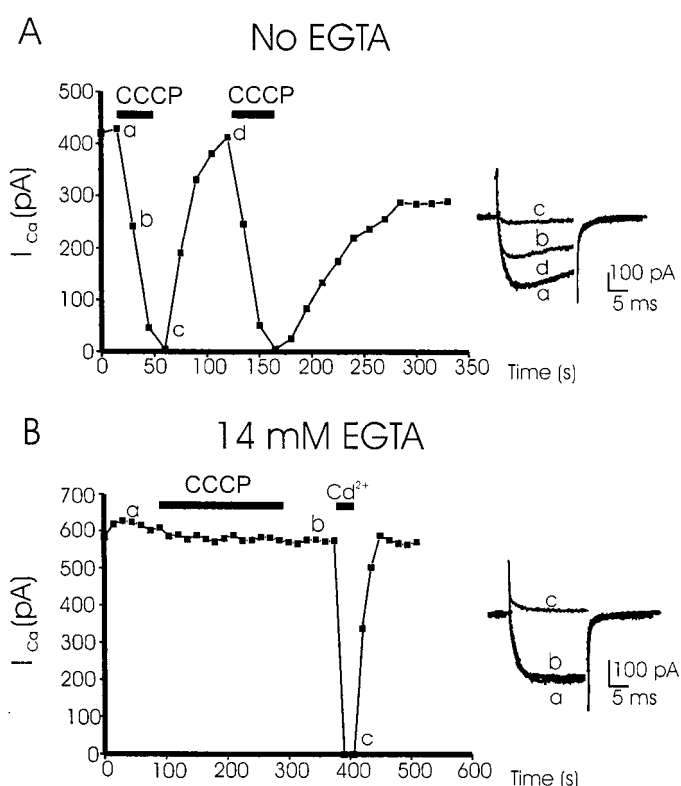 A
No EGTA
CCCP CCCP
500
400
300
200
100
0
I Ca (pA)
a
b
c
d
0 50 100 150 200 250 300 350
Time (s)
c
b
d
a
100 pA
5 ms
B
14 mM EGTA
CCCP Cd²⁺
700
600
500
400
300
200
100
0
I Ca (pA)
a
b
c
0 100 200 300 400 500 600
Time (s)
c
b
a
100 pA
5 ms